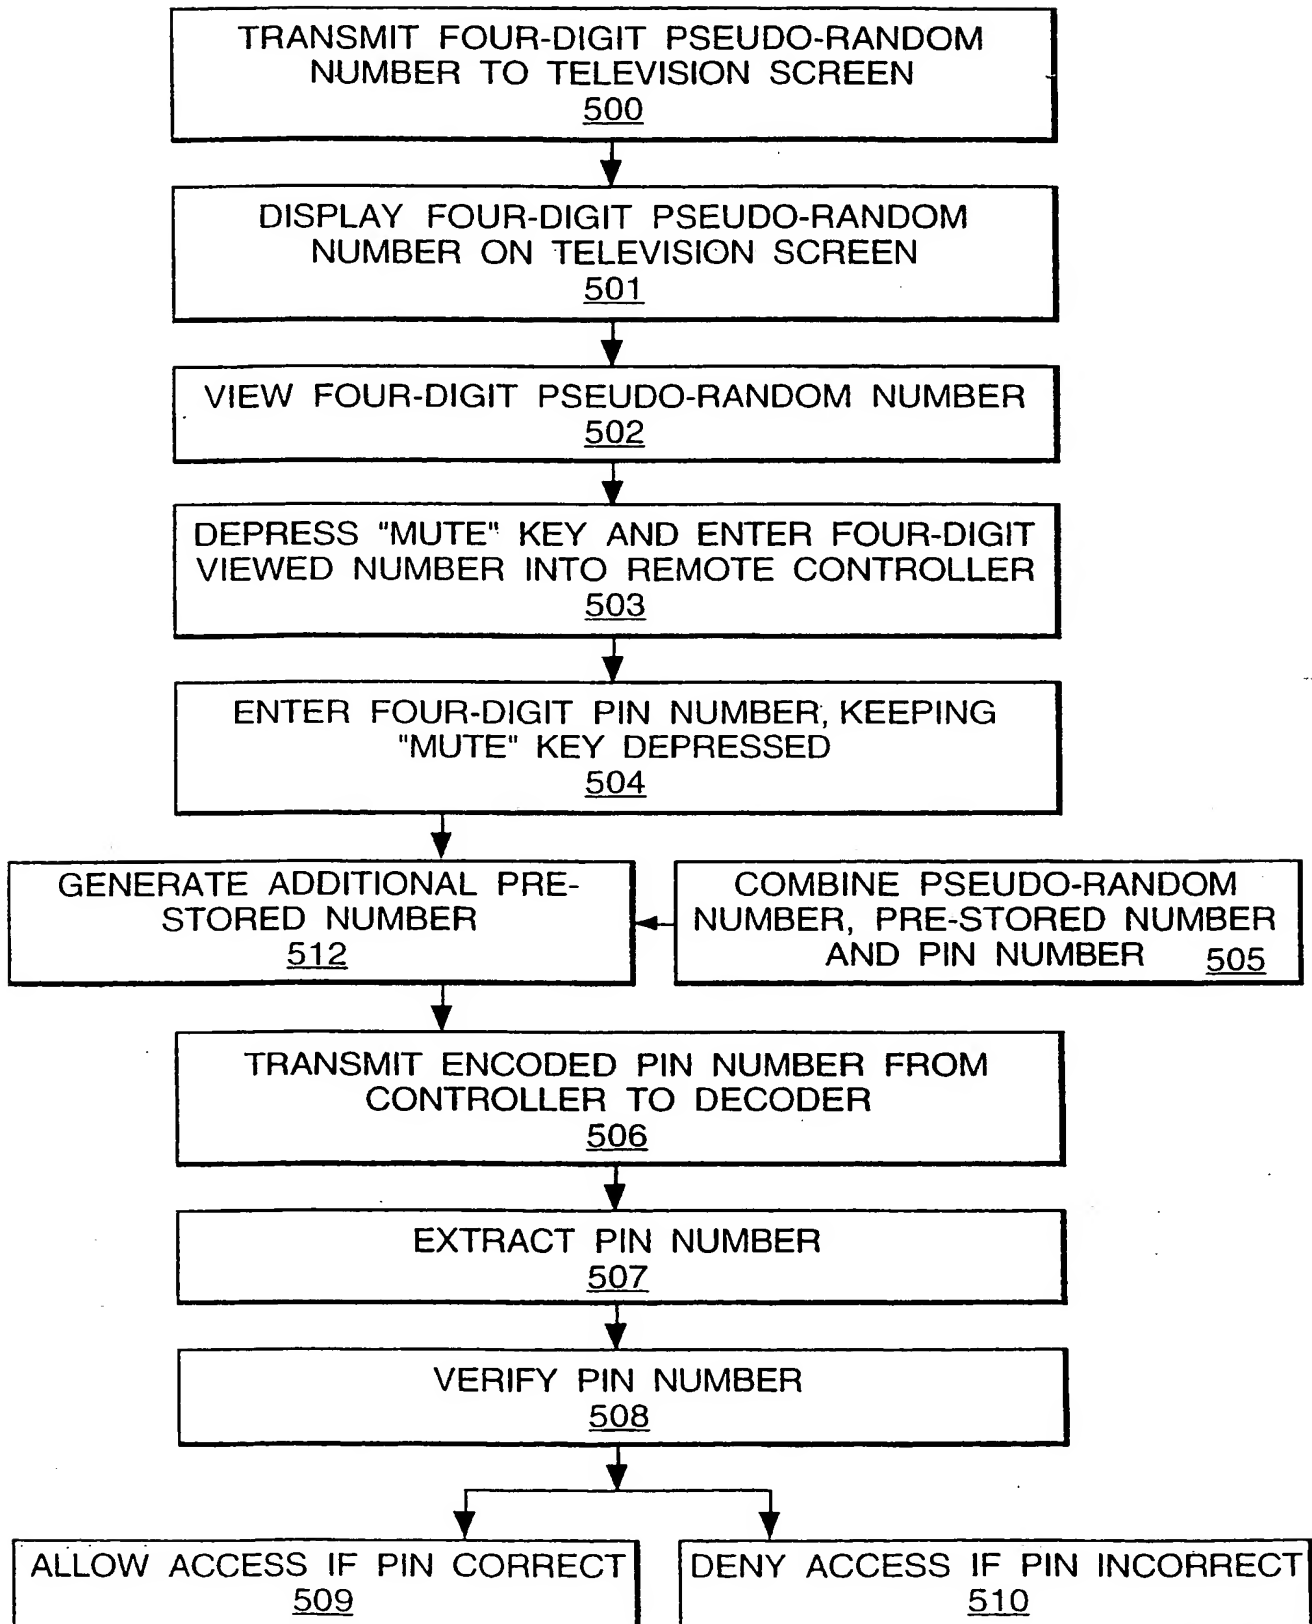 TRANSMIT FOUR-DIGIT PSEUDO-RANDOM
NUMBER TO TELEVISION SCREEN
500
DISPLAY FOUR-DIGIT PSEUDO-RANDOM
NUMBER ON TELEVISION SCREEN
501
VIEW FOUR-DIGIT PSEUDO-RANDOM NUMBER
502
DEPRESS "MUTE" KEY AND ENTER FOUR-DIGIT
VIEWED NUMBER INTO REMOTE CONTROLLER
503
ENTER FOUR-DIGIT PIN NUMBER, KEEPING
"MUTE" KEY DEPRESSED
504
GENERATE ADDITIONAL PRE-
STORED NUMBER
512
COMBINE PSEUDO-RANDOM
NUMBER, PRE-STORED NUMBER
AND PIN NUMBER 505
TRANSMIT ENCODED PIN NUMBER FROM
CONTROLLER TO DECODER
506
EXTRACT PIN NUMBER
507
VERIFY PIN NUMBER
508
ALLOW ACCESS IF PIN CORRECT
509
DENY ACCESS IF PIN INCORRECT
510